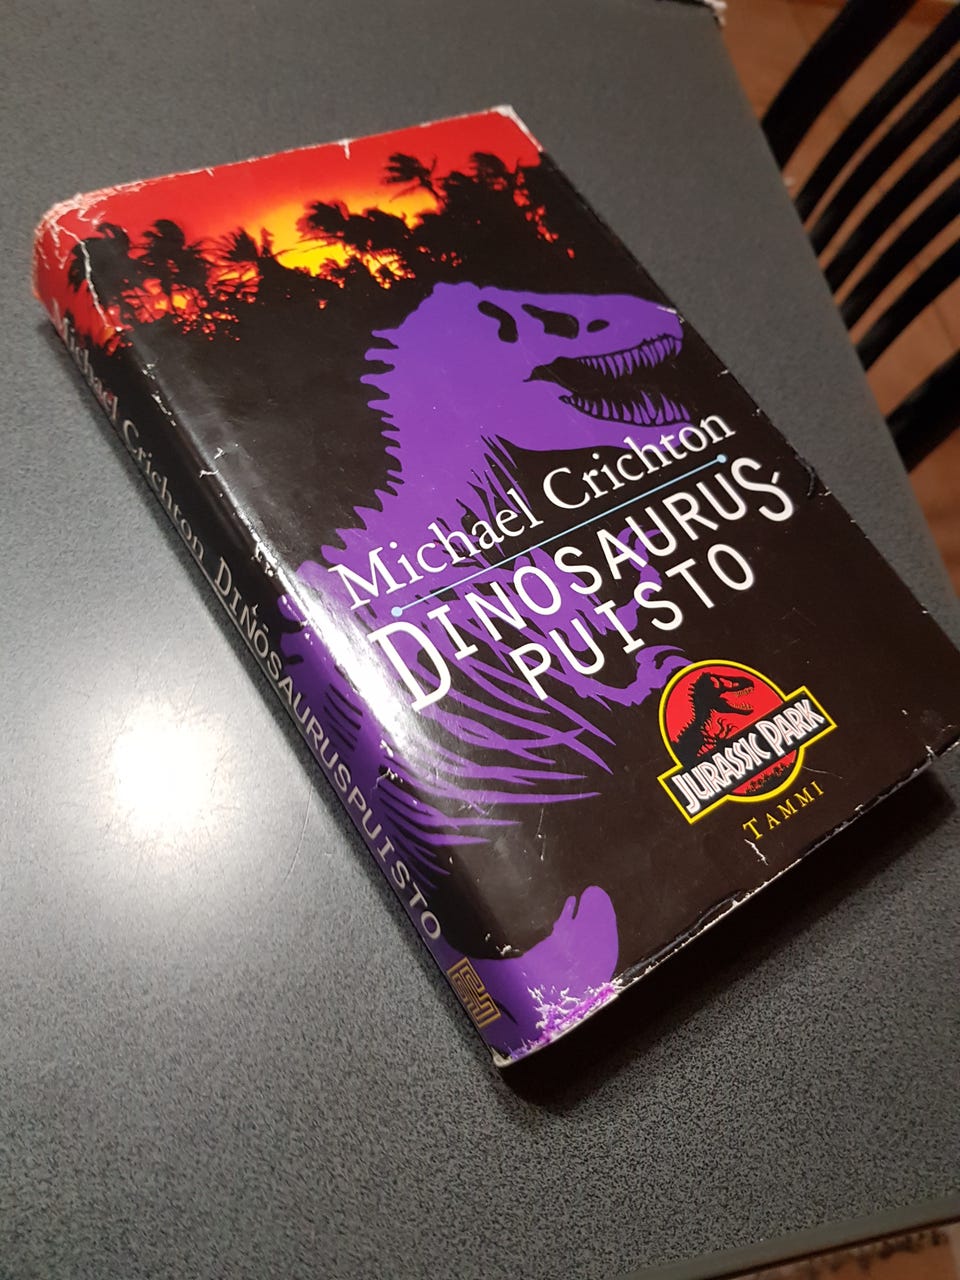 Michael Crichton
DINOSAURUS-
PUISTO
JURASSIC PARK
TAMMI
Michael Crichton DINOSAURUSPUISTO